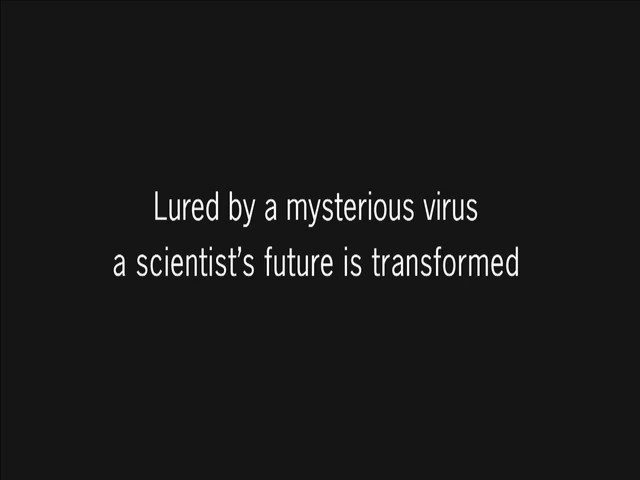 Lured by a mysterious virus
a scientist's future is transformed